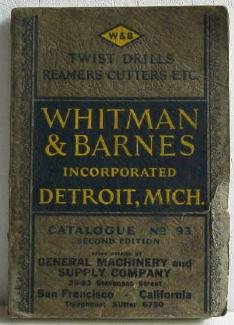 W&B
TWIST DRILLS
REAMERS CUTTERS ETC.
WHITMAN
& BARNES
INCORPORATED
DETROIT, MICH.
CATALOGUE No 93
SECOND EDITION
GENERAL MACHINERY and
SUPPLY COMPANY
Stevenson Street
San Francisco - California
Telephone: Sutter 6750